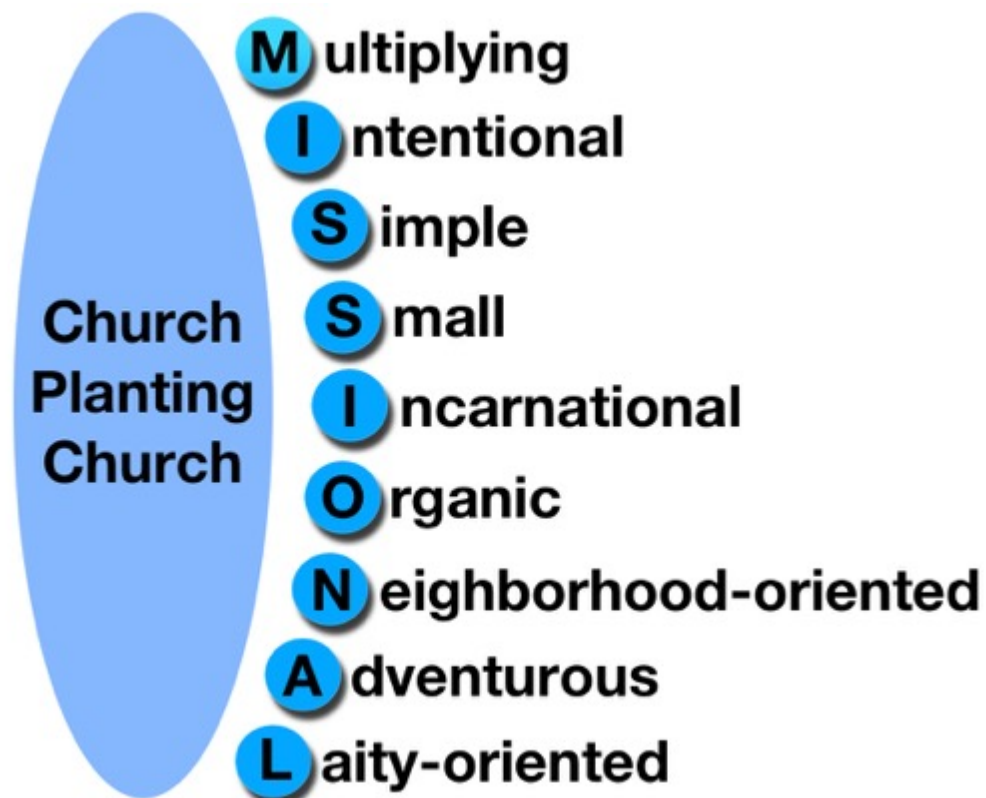 Church
Planting
Church
Multiplying
Intentional
Simple
Small
Incarnational
Organic
Neighborhood-oriented
Adventurous
Laity-oriented